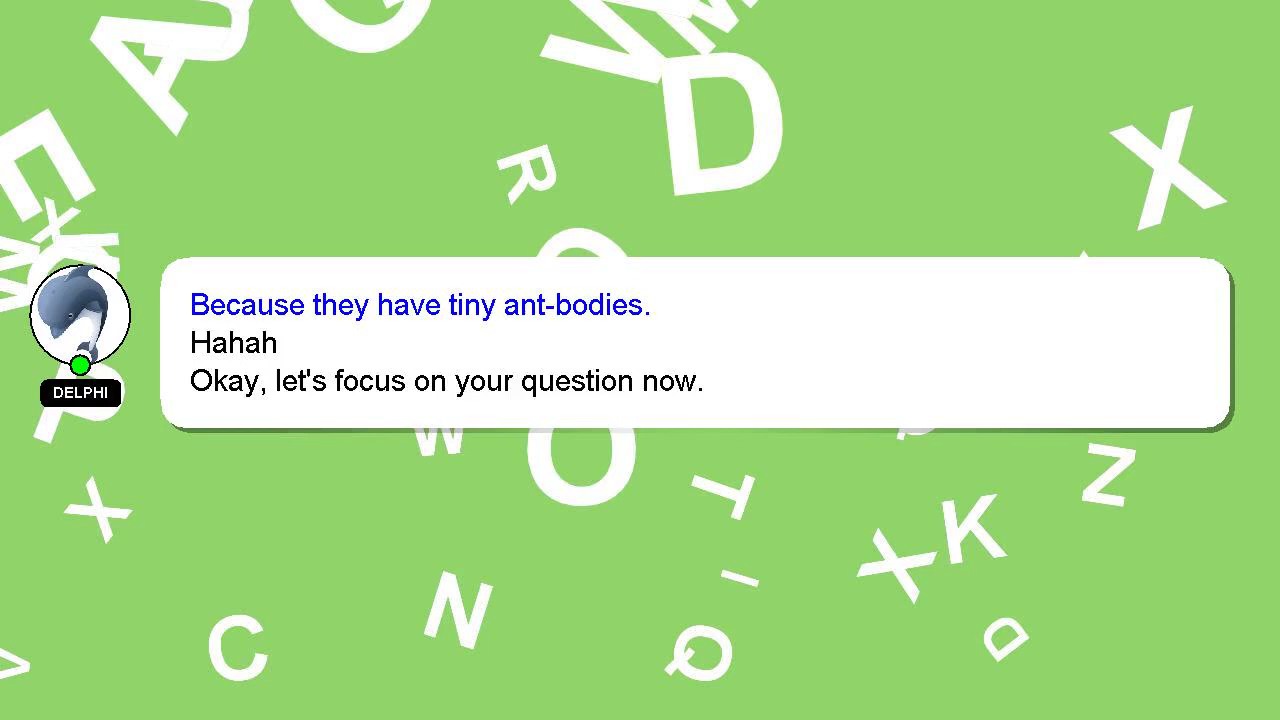 Because they have tiny ant-bodies.
Hahah
Okay, let's focus on your question now.
DELPHI
A
G
D
R
X
E
X
K
W
W
O
T
Z
X
K
X
N
I
C
Q
D
V